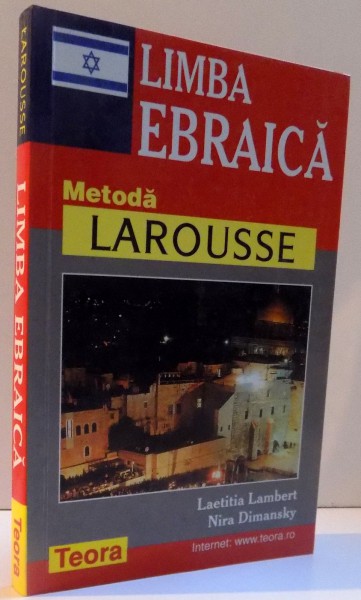 LIMBA
EBRAICĂ
Metodă
LAROUSSE
Laetitia Lambert
Nira Dimansky
Teora
Internet: www.teora.ro
LAROUSSE
LIMBA EBRAICĂ
Teora